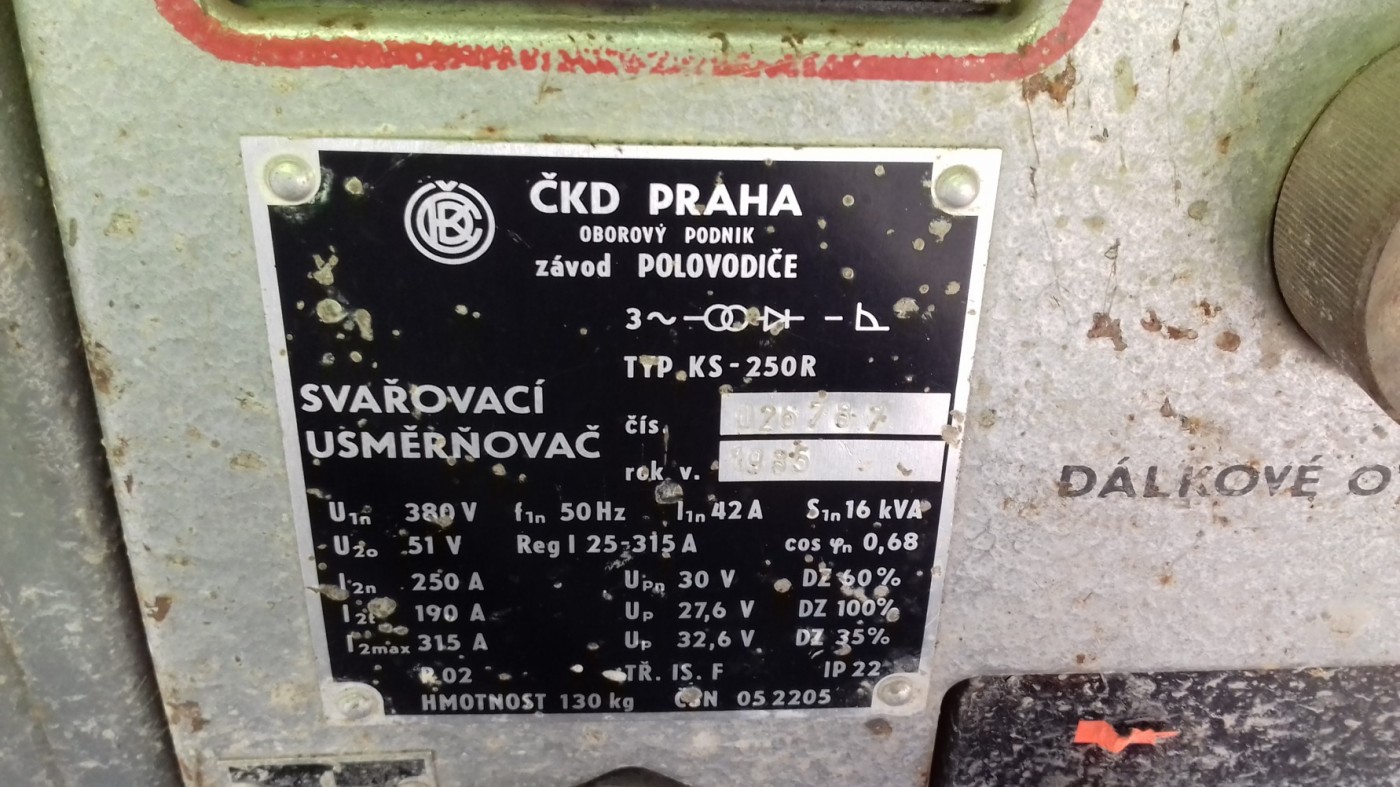 ČKD PRAHA
OBOROVÝ PODNIK
závod POLOVODIČE
3~
TYP KS-250R
SVAŘOVACÍ
USMĚRŇOVAČ
čís.
rok v.
U1n 380 V f1n 50 Hz I1n 42 A S1n 16 kVA
U20 51 V Reg I 25-315 A cos φn 0,68
I2n 250 A Upn 30 V DZ 60%
I2t 190 A Up 27,6 V DZ 100%
I2max 315 A Up 32,6 V DZ 35%
R 02 TŘ. IS. F IP 22
HMOTNOST 130 kg ČSN 05 2205
DÁLKOVÉ O